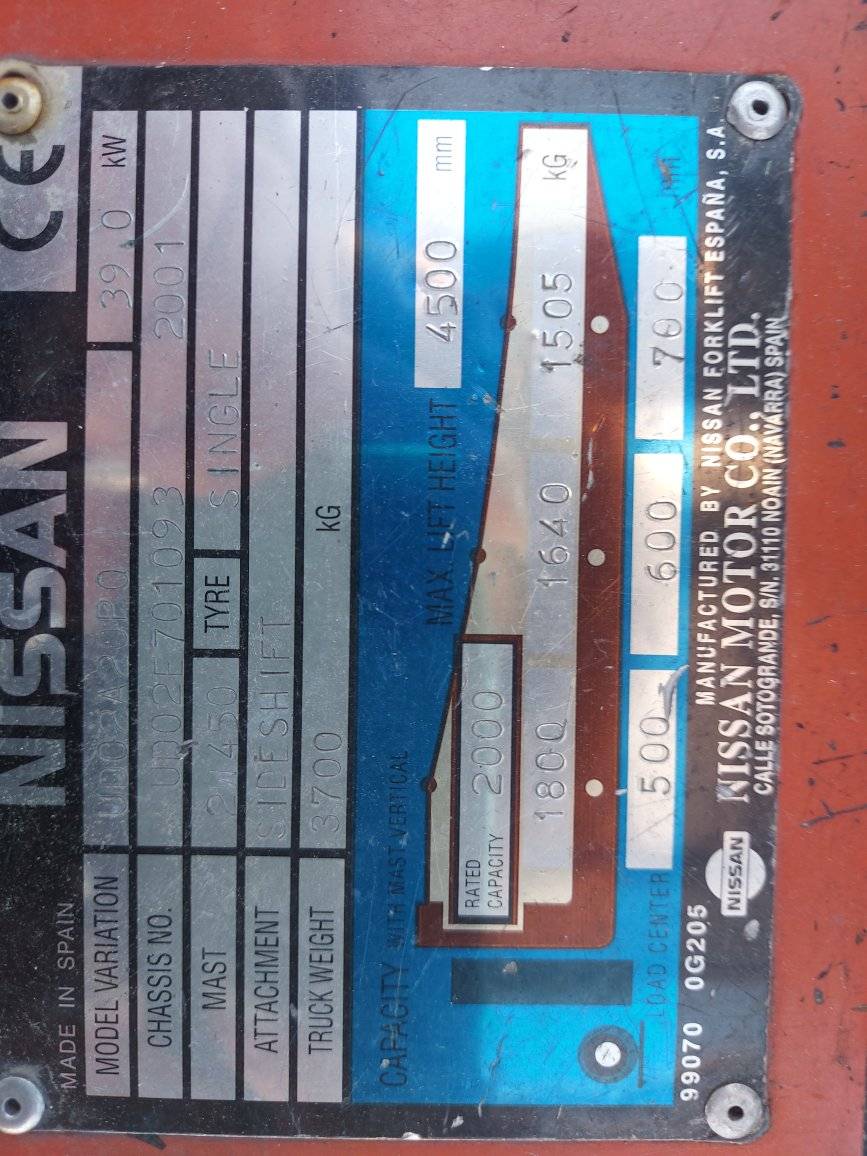 NISSAN CE
MADE IN SPAIN
MODEL VARIATION 39 0 kW
CHASSIS NO. UD02E701093 2001
MAST TYRE SINGLE
ATTACHMENT SIDESHIFT
TRUCK WEIGHT 3700 KG
CAPACITY WITH MAST VERTICAL MAX LIFT HEIGHT 4500 mm
RATED CAPACITY 2000
1800 1640 1505 KG
LOAD CENTER 500 600 700 mm
99070 0G205
MANUFACTURED BY NISSAN FORKLIFT ESPAÑA, S.A.
NISSAN NISSAN MOTOR CO., LTD.
CALLE SOTOGRANDE, S/N. 31110 NOAIN (NAVARRA) SPAIN